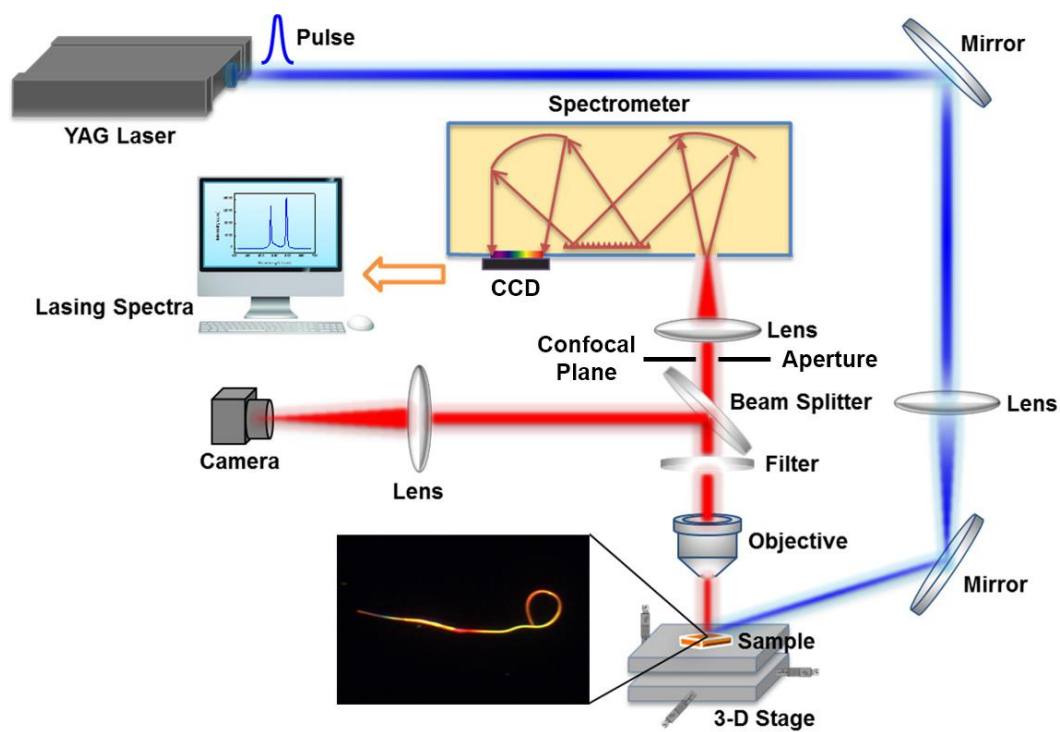 Pulse
Mirror
YAG Laser
Spectrometer
CCD
Lasing Spectra
Lens
Confocal
Plane
Aperture
Beam Splitter
Lens
Camera
Lens
Filter
Objective
Mirror
Sample
3-D Stage